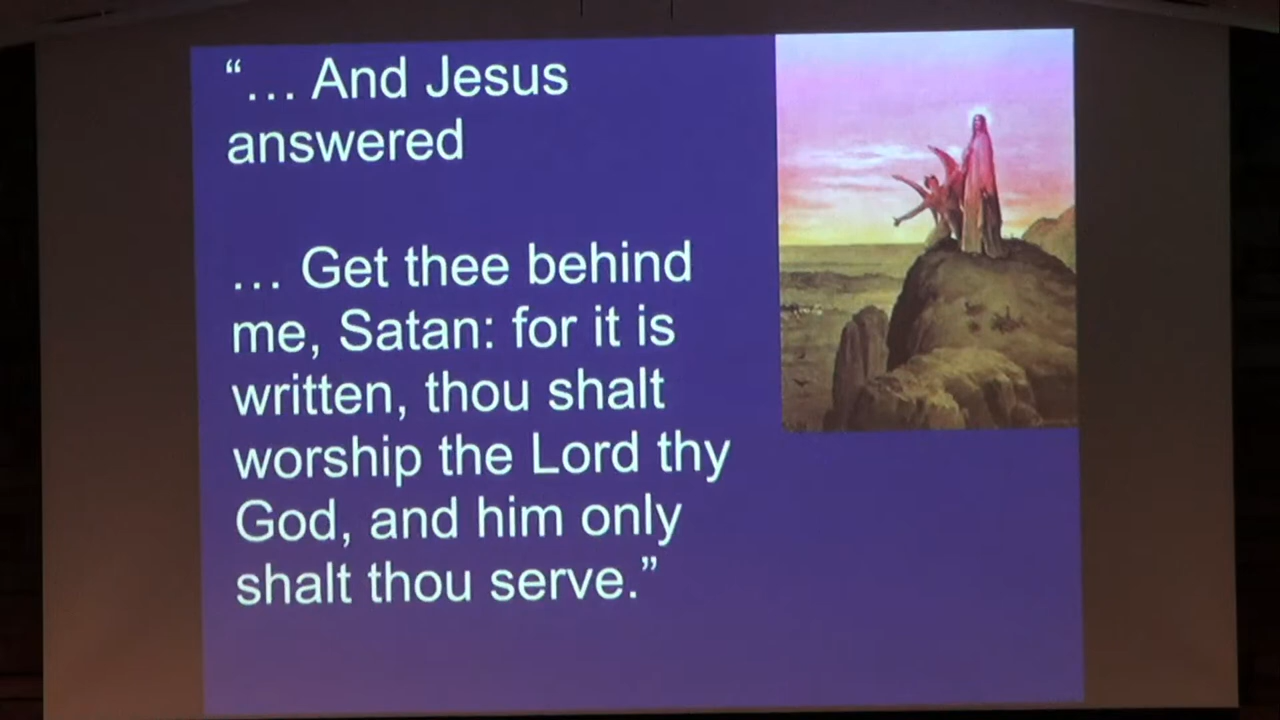 “… And Jesus
answered
… Get thee behind
me, Satan: for it is
written, thou shalt
worship the Lord thy
God, and him only
shalt thou serve.”